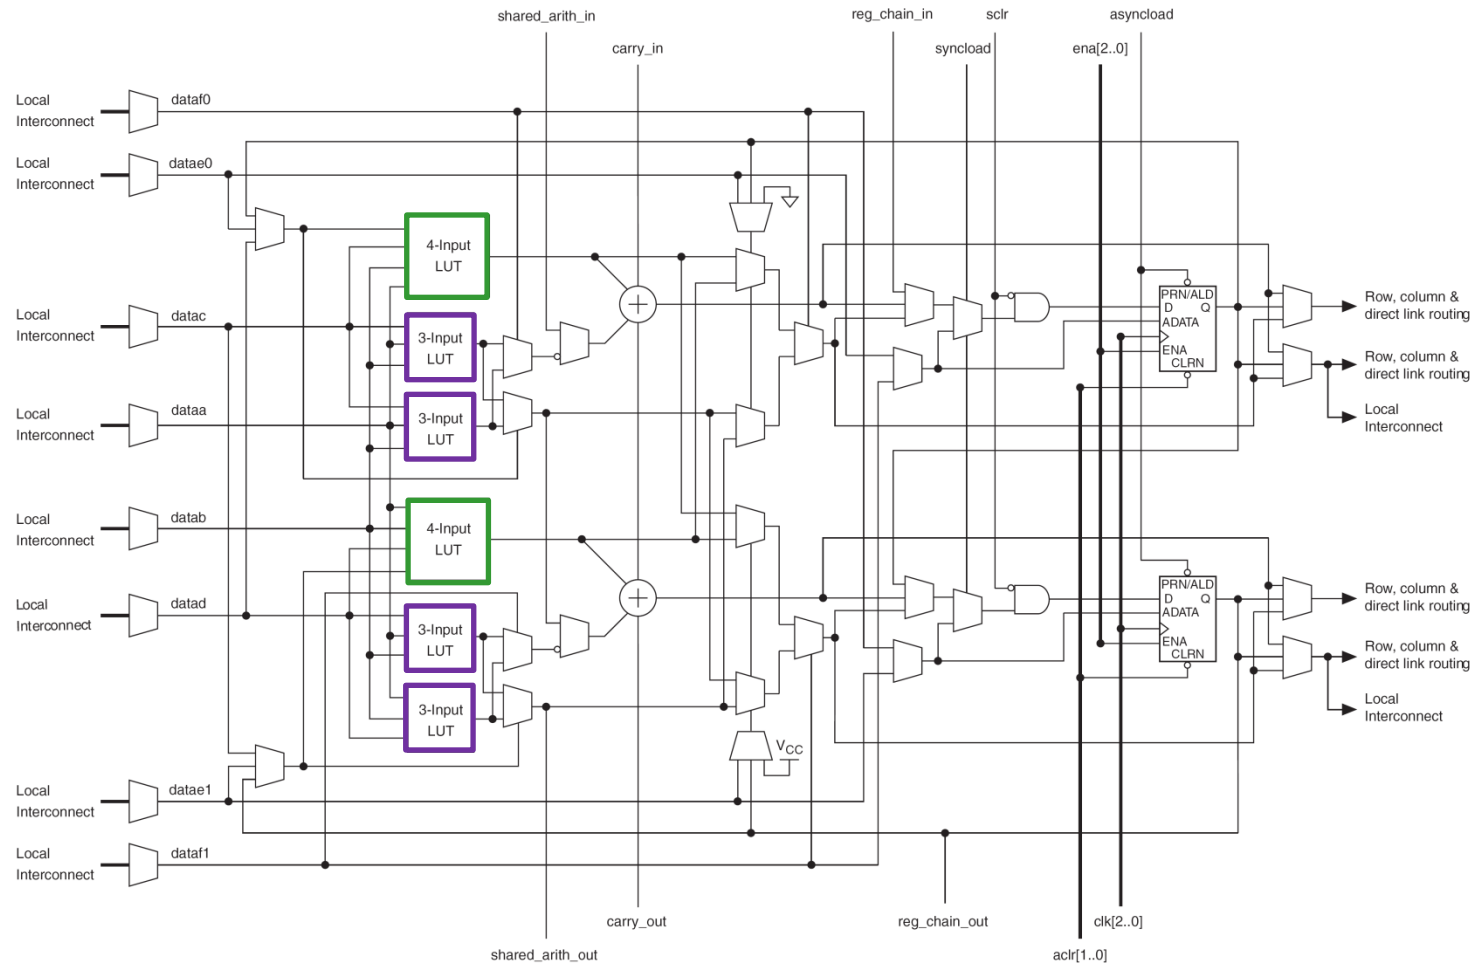 shared_arith_in
reg_chain_in
sclr
asyncload
carry_in
syncload
ena[2..0]
Local
Interconnect
dataf0
Local
Interconnect
datae0
4-Input
LUT
PRN/ALD
D
Q
ADATA
ENA
CLRN
Row, column &
direct link routing
Local
Interconnect
datac
3-Input
LUT
+
Row, column &
direct link routing
Local
Interconnect
dataa
3-Input
LUT
Local
Interconnect
Local
Interconnect
datab
4-Input
LUT
Local
Interconnect
datad
3-Input
LUT
+
PRN/ALD
D
Q
ADATA
ENA
CLRN
Row, column &
direct link routing
Row, column &
direct link routing
3-Input
LUT
Local
Interconnect
VCC
Local
Interconnect
datae1
Local
Interconnect
dataf1
carry_out
reg_chain_out
clk[2..0]
shared_arith_out
aclr[1..0]